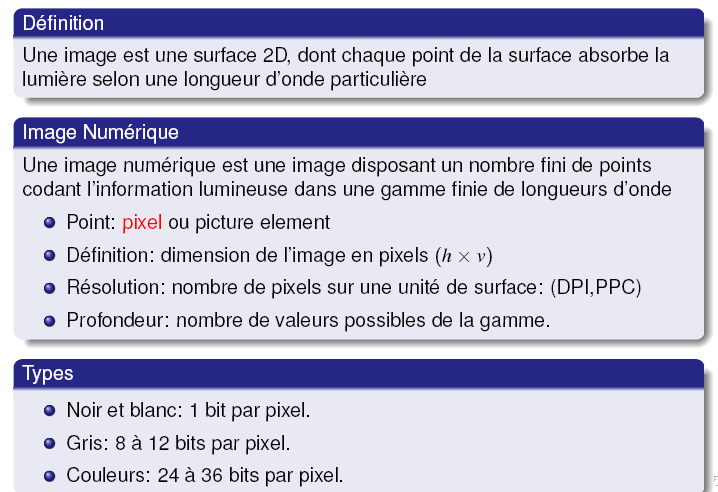 Définition
Une image est une surface 2D, dont chaque point de la surface absorbe la
lumière selon une longueur d'onde particulière
Image Numérique
Une image numérique est une image disposant un nombre fini de points
codant l'information lumineuse dans une gamme finie de longueurs d'onde
Point: pixel ou picture element
Définition: dimension de l'image en pixels (h × v)
Résolution: nombre de pixels sur une unité de surface: (DPI,PPC)
Profondeur: nombre de valeurs possibles de la gamme.
Types
Noir et blanc: 1 bit par pixel.
Gris: 8 à 12 bits par pixel.
Couleurs: 24 à 36 bits par pixel.